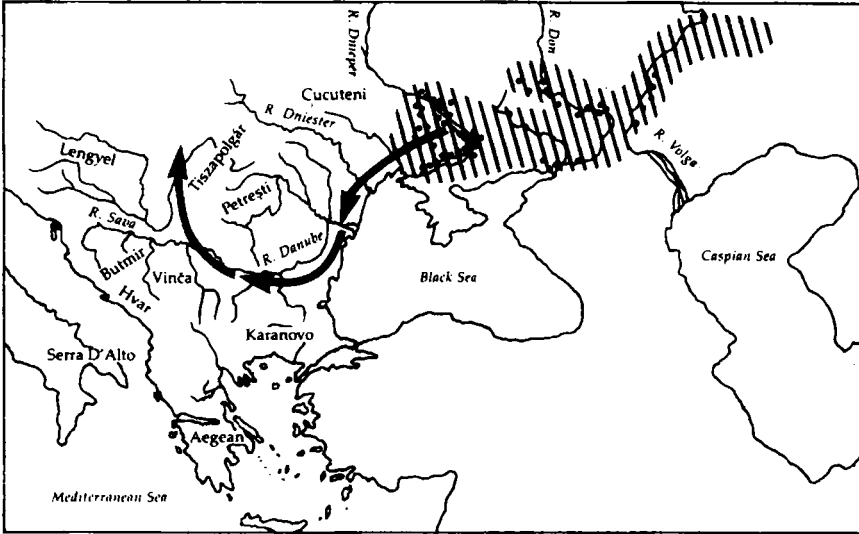 R. Dnieper
R. Don
Cucuteni
R. Dniester
Lengyel
Tiszapolgár
R. Volga
Petreşti
R. Sava
R. Danube
Butmir
Vinča
Caspian Sea
Black Sea
Hvar
Karanovo
Serra D'Alto
Aegean
Mediterranean Sea